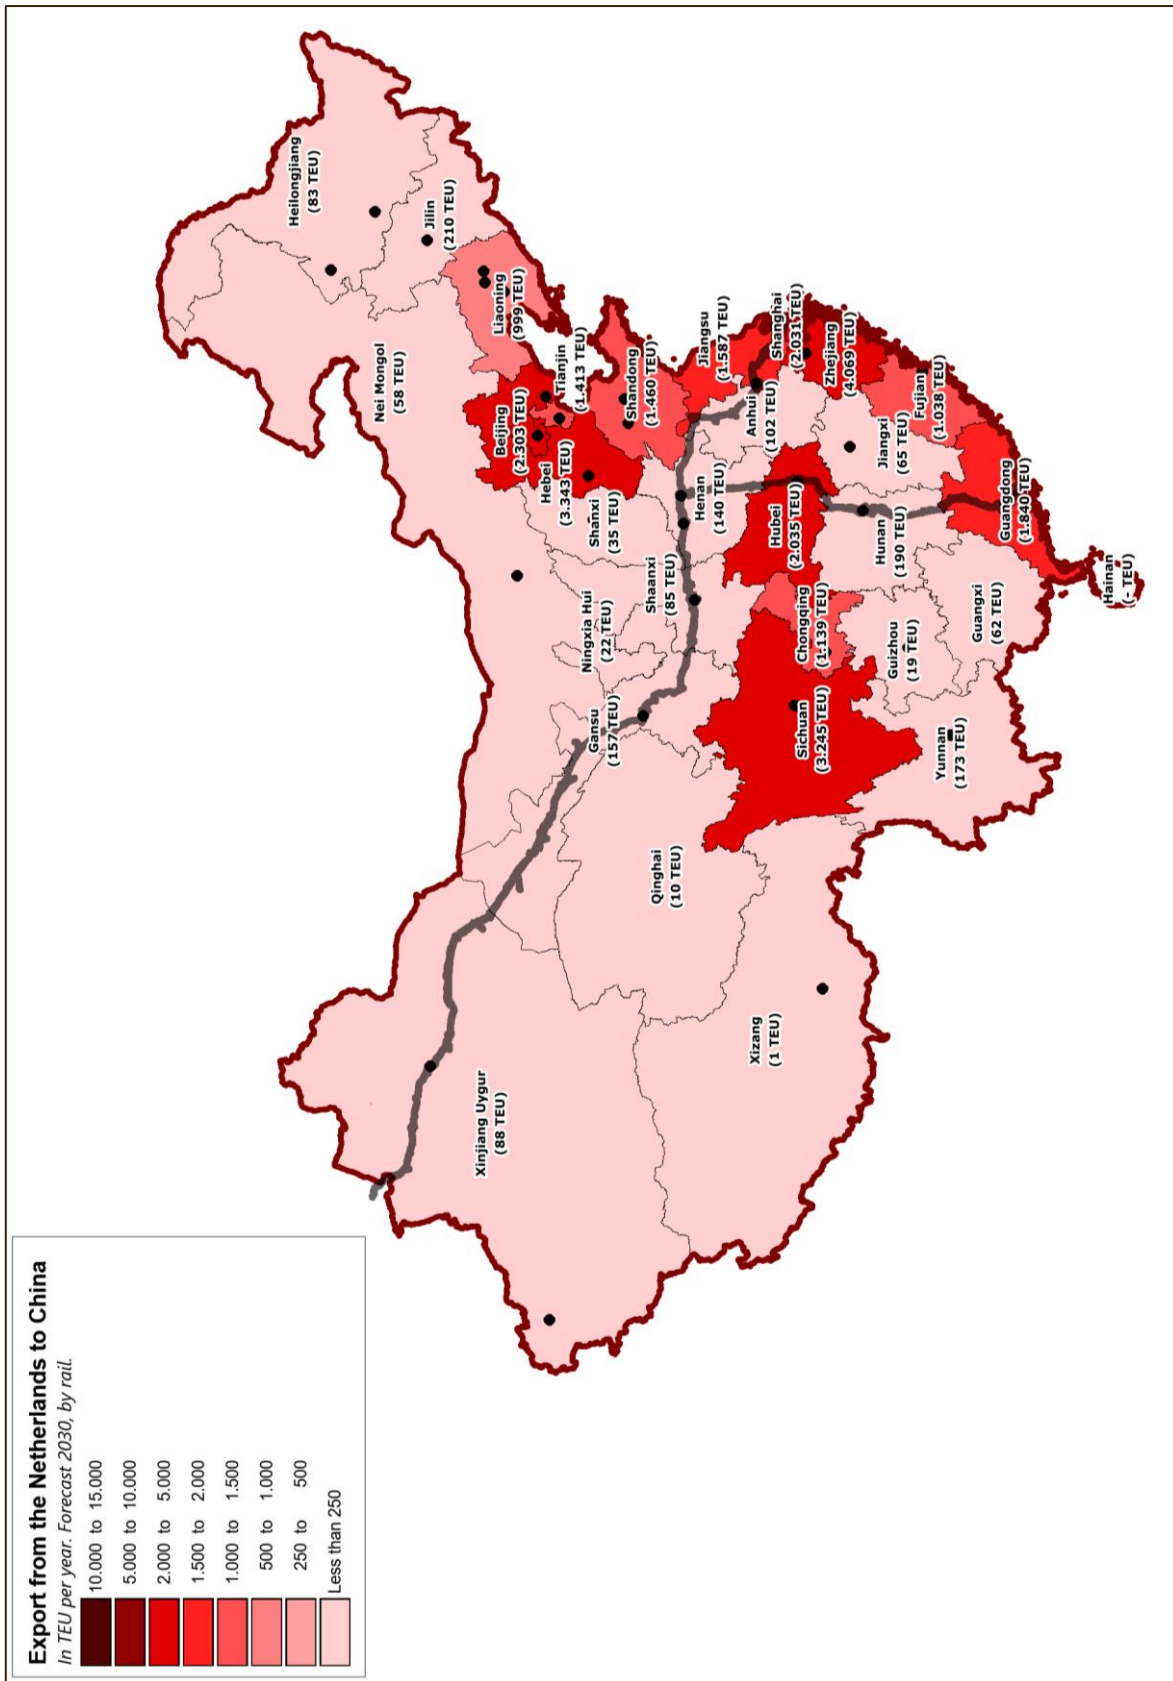 Export from the Netherlands to China
In TEU per year. Forecast 2030, by rail.
10.000 to 15.000
5.000 to 10.000
2.000 to 5.000
1.500 to 2.000
1.000 to 1.500
500 to 1.000
250 to 500
Less than 250
Heilongjiang
(83 TEU)
Jilin
(210 TEU)
Nei Mongol
(58 TEU)
Liaoning
(999 TEU)
Beijing
(2.303 TEU)
Tianjin
(1.413 TEU)
Hebei
(3.343 TEU)
Shandong
(1.460 TEU)
Shanxi
(35 TEU)
Jiangsu
(1.587 TEU)
Shanghai
(2.031 TEU)
Zhejiang
(4.069 TEU)
Anhui
(102 TEU)
Henan
(140 TEU)
Shanxi
(85 TEU)
Ningxia Hui
(22 TEU)
Gansu
(157 TEU)
Xinjiang Uygur
(88 TEU)
Qinghai
(10 TEU)
Xizang
(1 TEU)
Sichuan
(3.245 TEU)
Chongqing
(1.139 TEU)
Hubei
(2.035 TEU)
Jiangxi
(65 TEU)
Fujian
(1.038 TEU)
Hunan
(190 TEU)
Guangdong
(1.840 TEU)
Guizhou
(19 TEU)
Guangxi
(62 TEU)
Yunnan
(173 TEU)
Hainan
(- TEU)